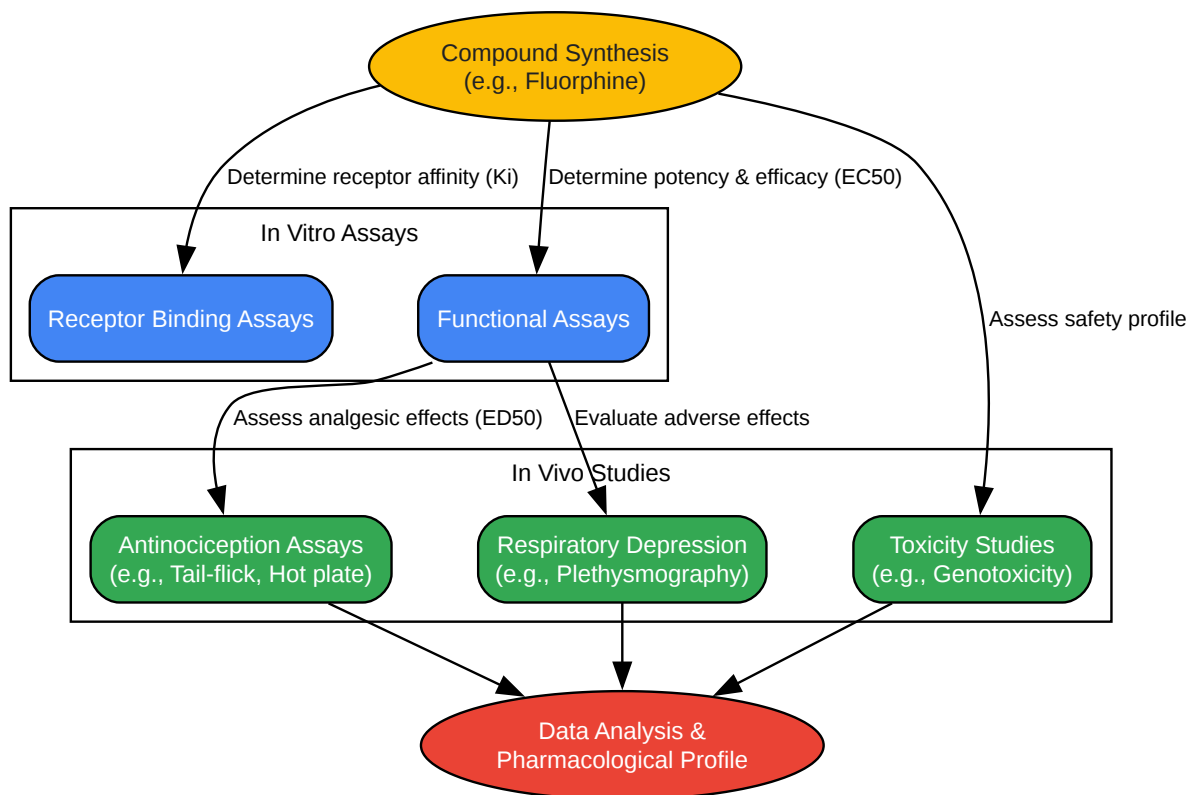 Compound Synthesis
(e.g., Fluorphine)
Determine receptor affinity (Ki)
Determine potency & efficacy (EC50)
In Vitro Assays
Receptor Binding Assays
Functional Assays
Assess safety profile
Assess analgesic effects (ED50)
Evaluate adverse effects
In Vivo Studies
Antinociception Assays
(e.g., Tail-flick, Hot plate)
Respiratory Depression
(e.g., Plethysmography)
Toxicity Studies
(e.g., Genotoxicity)
Data Analysis &
Pharmacological Profile